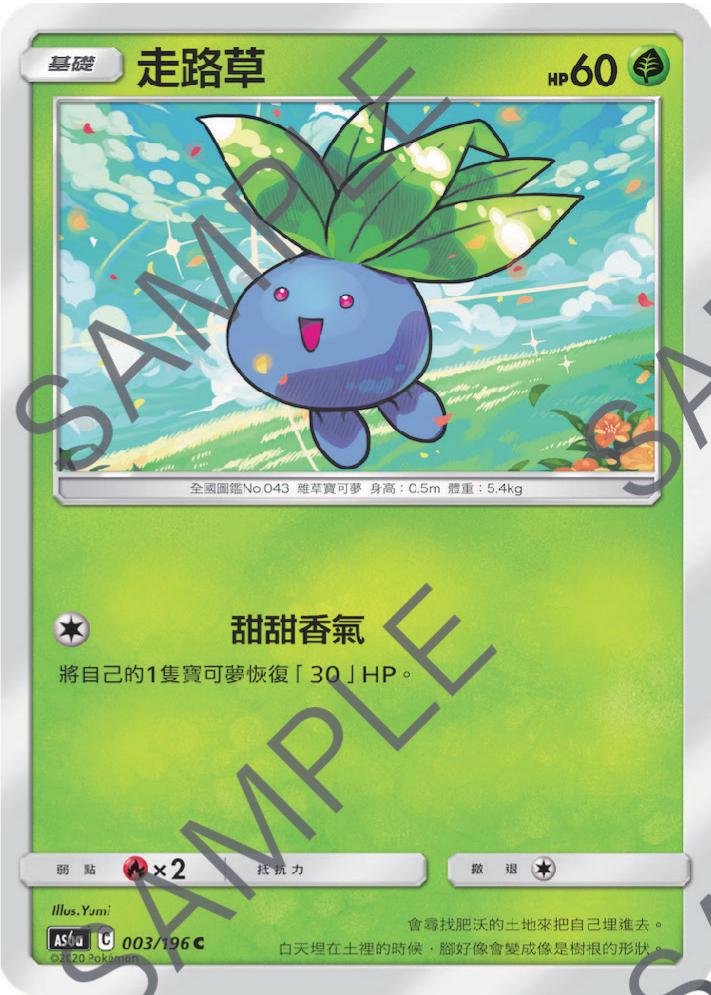 基礎 走路草 HP60
全國圖鑑No.043 雜草寶可夢 身高：0.5m 體重：5.4kg
甜甜香氣
將自己的1隻寶可夢恢復「30」HP。
弱點 ×2 抵抗力 撤退
Illus.Yumi
會尋找肥沃的土地來把自己埋進去。
白天埋在土裡的時候，腳好像會變成像是樹根的形狀。
AS6a C 003/196 C
©2020 Pokémon
SAMPLE
SAMPLE
SA